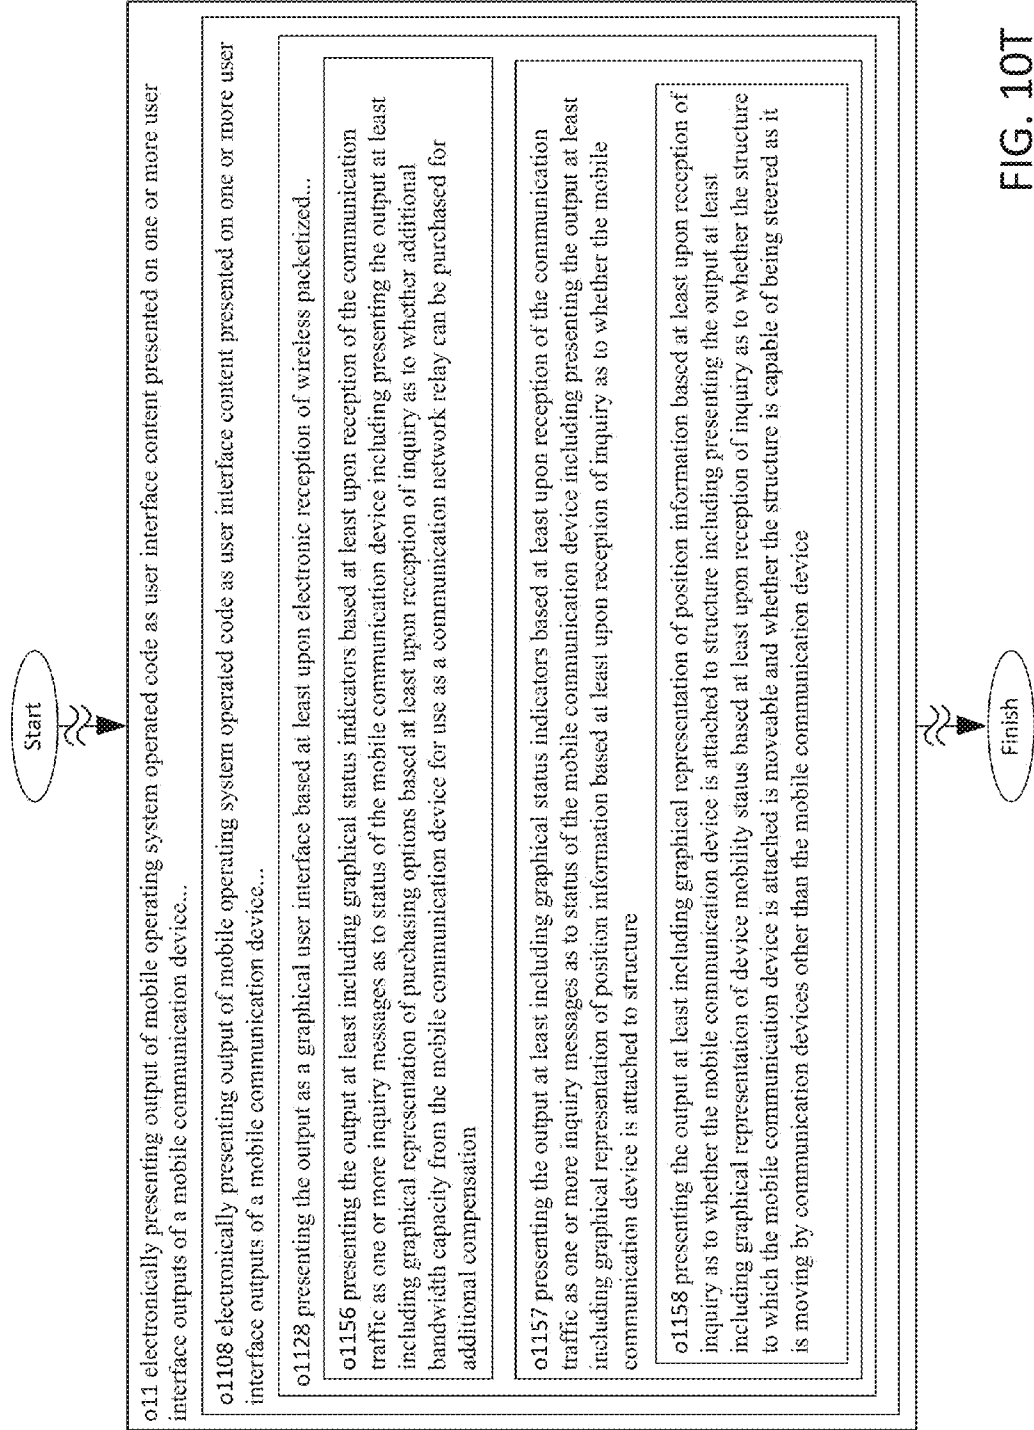 Start
o11 electronically presenting output of mobile operating system operated code as user interface content presented on one or more user
interface outputs of a mobile communication device...
o1108 electronically presenting output of mobile operating system operated code as user interface content presented on one or more user
interface outputs of a mobile communication device...
o1128 presenting the output as a graphical user interface based at least upon electronic reception of wireless packetized...
o1156 presenting the output at least including graphical status indicators based at least upon reception of the communication
traffic as one or more inquiry messages as to status of the mobile communication device including presenting the output at least
including graphical representation of purchasing options based at least upon reception of inquiry as to whether additional
bandwidth capacity from the mobile communication device for use as a communication network relay can be purchased for
additional compensation
o1157 presenting the output at least including graphical status indicators based at least upon reception of the communication
traffic as one or more inquiry messages as to status of the mobile communication device including presenting the output at least
including graphical representation of position information based at least upon reception of inquiry as to whether the mobile
communication device is attached to structure
o1158 presenting the output at least including graphical representation of position information based at least upon reception of
inquiry as to whether the mobile communication device is attached to structure including presenting the output at least
including graphical representation of device mobility status based at least upon reception of inquiry as to whether the structure
to which the mobile communication device is attached is moveable and whether the structure is capable of being steered as it
is moving by communication devices other than the mobile communication device
Finish
FIG. 10T